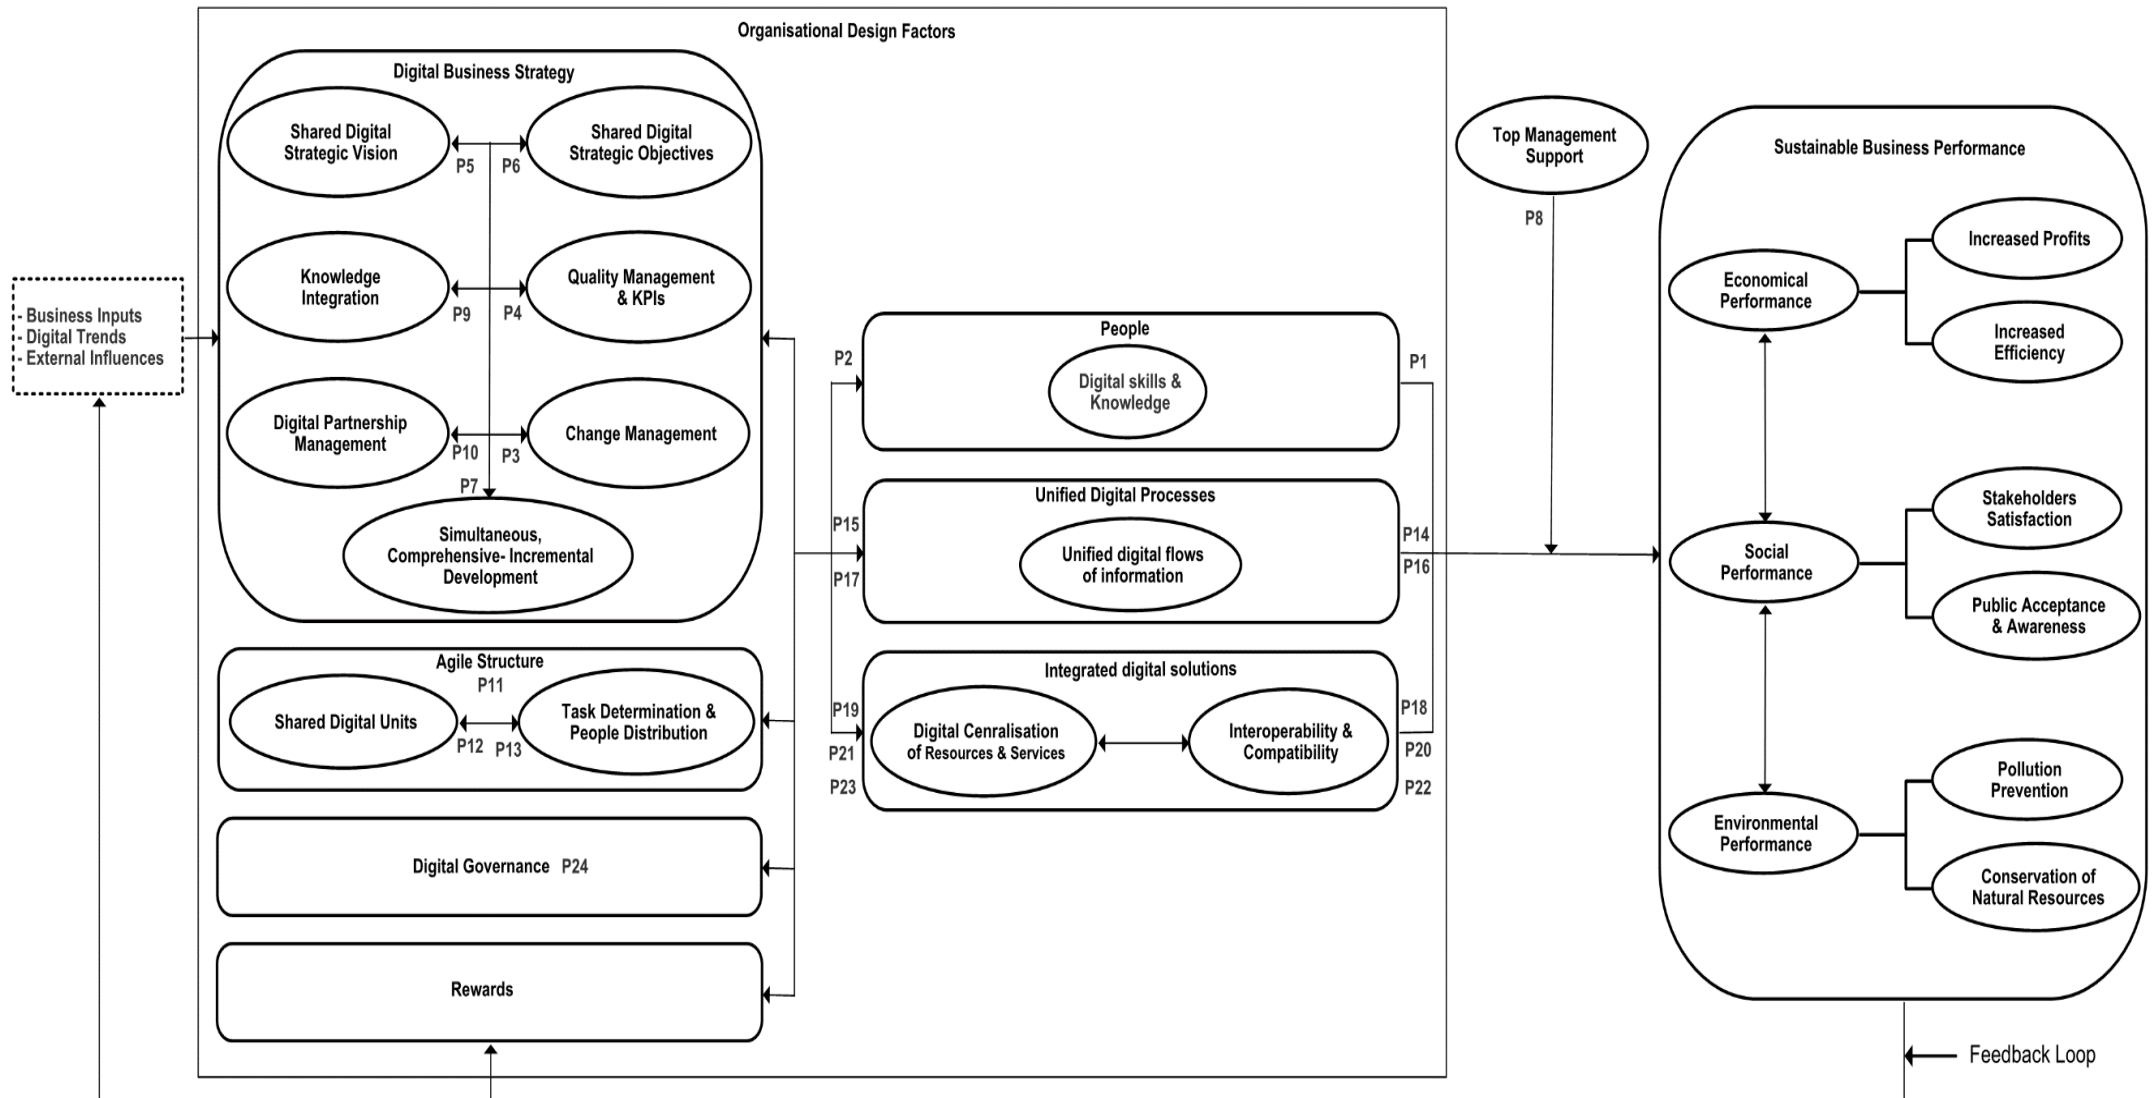 Organisational Design Factors
Digital Business Strategy
Shared Digital
Strategic Vision
Shared Digital
Strategic Objectives
P5
P6
Knowledge
Integration
Quality Management
& KPIs
P9
P4
Digital Partnership
Management
Change Management
P10
P3
P7
Simultaneous,
Comprehensive- Incremental
Development
- Business Inputs
- Digital Trends
- External Influences
Agile Structure
P11
Shared Digital Units
Task Determination &
People Distribution
P12
P13
Digital Governance P24
Rewards
P2
People
Digital skills &
Knowledge
P1
P15
P17
Unified Digital Processes
Unified digital flows
of information
P14
P16
P19
P21
P23
Integrated digital solutions
Digital Cenralisation
of Resources & Services
Interoperability &
Compatibility
P18
P20
P22
Top Management
Support
P8
Sustainable Business Performance
Economical
Performance
Increased Profits
Increased
Efficiency
Social
Performance
Stakeholders
Satisfaction
Public Acceptance
& Awareness
Environmental
Performance
Pollution
Prevention
Conservation of
Natural Resources
Feedback Loop